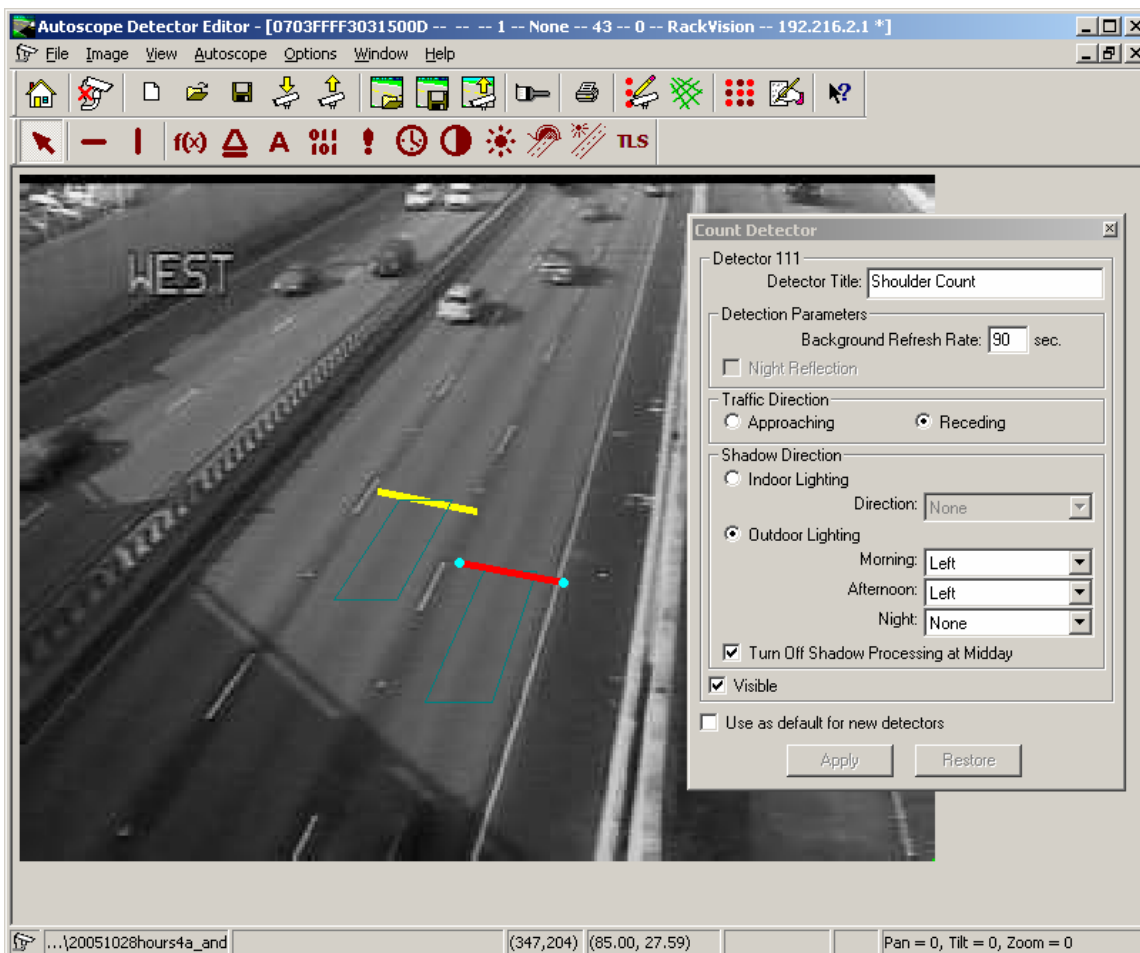 Autoscope Detector Editor - [0703FFFF3031500D -- -- -- 1 -- None -- 43 -- 0 -- RackVision -- 192.216.2.1 *]
File Image View Autoscope Options Window Help
f(x) A 011 101 ! TLS
WEST
Count Detector
Detector 111
Detector Title: Shoulder Count
Detection Parameters
Background Refresh Rate: 90 sec.
Night Reflection
Traffic Direction
Approaching Receding
Shadow Direction
Indoor Lighting
Direction: None
Outdoor Lighting
Morning: Left
Afternoon: Left
Night: None
Turn Off Shadow Processing at Midday
Visible
Use as default for new detectors
Apply Restore
...\20051028hours4a_and (347,204) (85.00, 27.59) Pan = 0, Tilt = 0, Zoom = 0